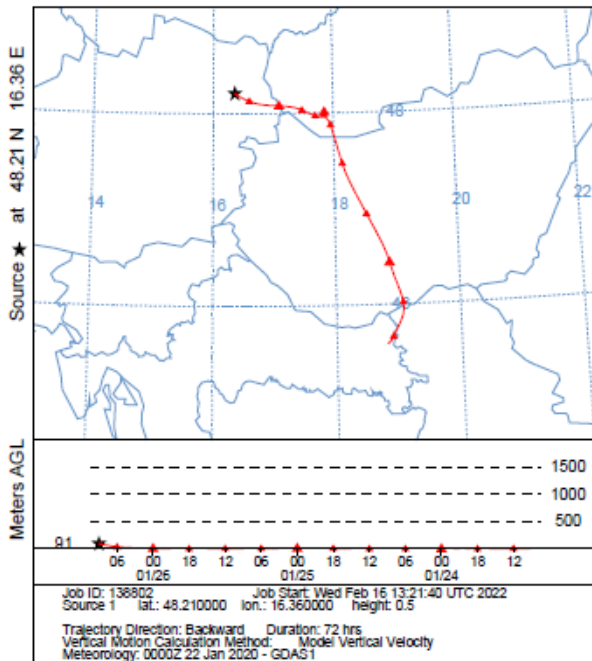 Source ★ at 48.21 N 16.36 E
14
16
18
20
22
48
46
Meters AGL
1500
1000
500
91
06 00 18 12 06 00 18 12 06 00 18 12
01/26 01/25 01/24
Job ID: 138802 Job Start: Wed Feb 16 13:21:40 UTC 2022
Source 1 lat.: 48.210000 lon.: 16.360000 height: 0.5
Trajectory Direction: Backward Duration: 72 hrs
Vertical Motion Calculation Method: Model Vertical Velocity
Meteorology: 0000Z 22 Jan 2020 - GDAS1